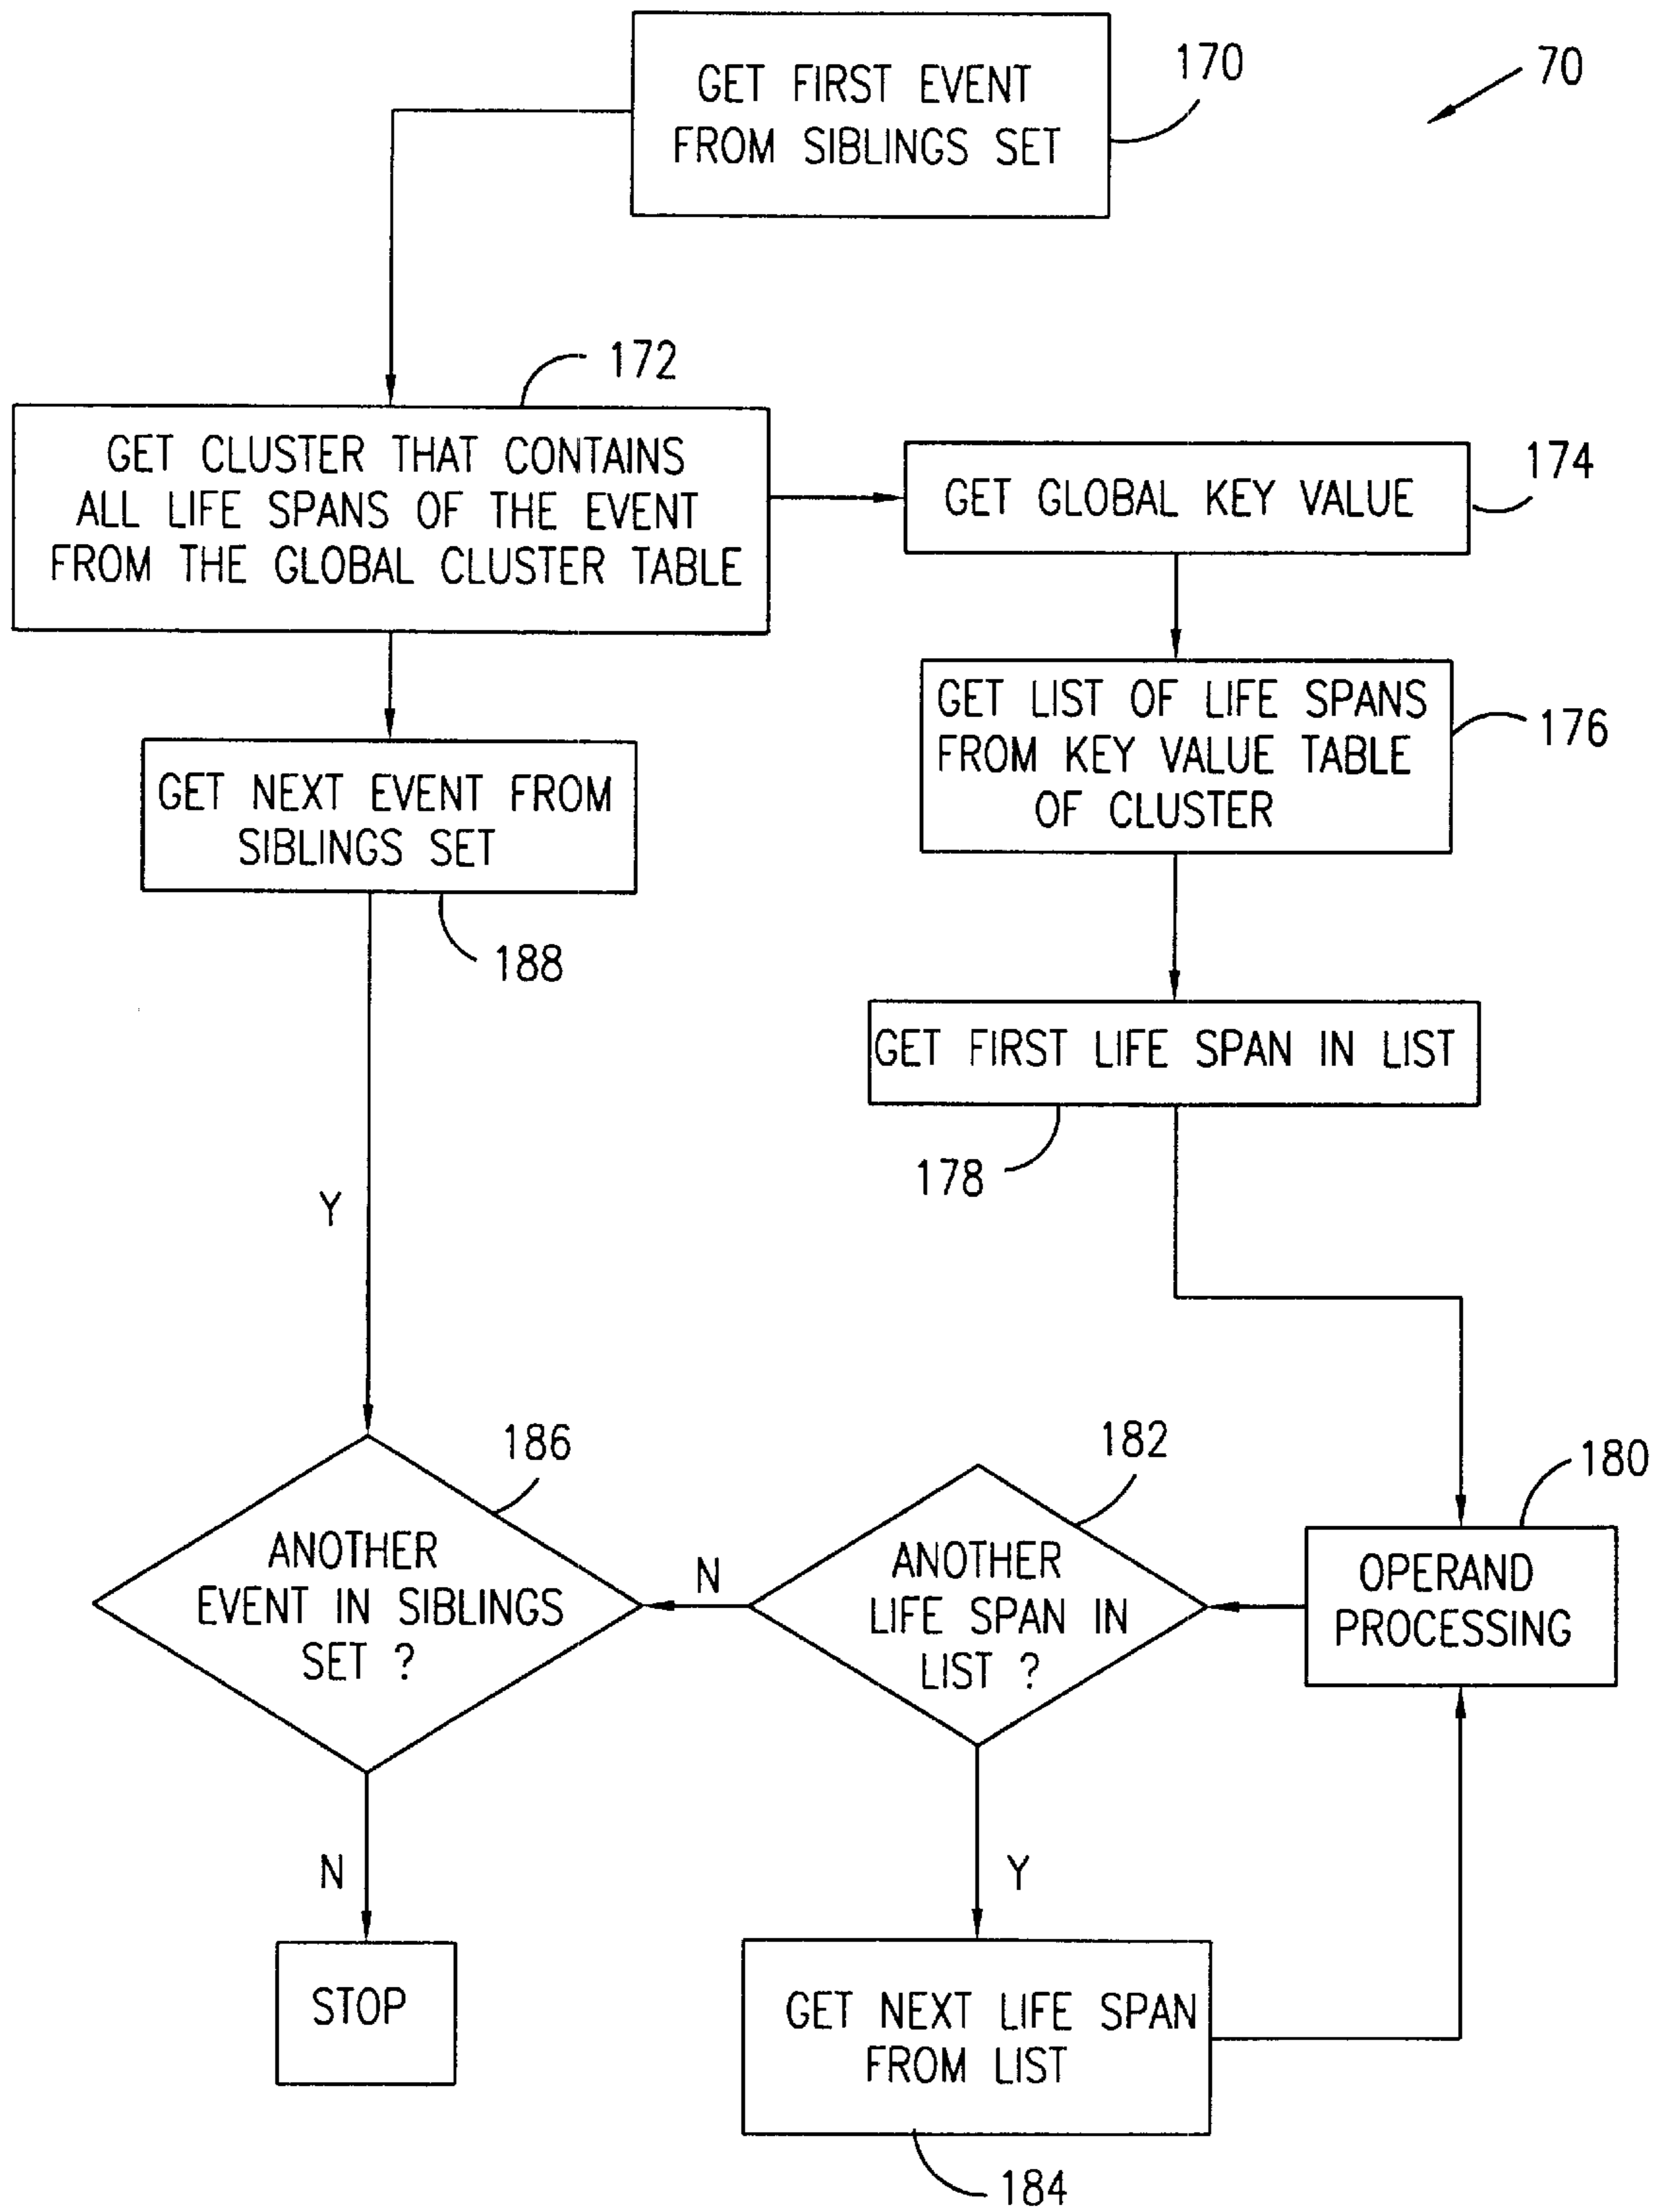 GET FIRST EVENT
FROM SIBLINGS SET
170
70
172
GET CLUSTER THAT CONTAINS
ALL LIFE SPANS OF THE EVENT
FROM THE GLOBAL CLUSTER TABLE
GET GLOBAL KEY VALUE
174
GET LIST OF LIFE SPANS
FROM KEY VALUE TABLE
OF CLUSTER
176
GET NEXT EVENT FROM
SIBLINGS SET
188
GET FIRST LIFE SPAN IN LIST
178
Y
186
ANOTHER
EVENT IN SIBLINGS
SET ?
N
182
ANOTHER
LIFE SPAN IN
LIST ?
180
OPERAND
PROCESSING
N
STOP
Y
GET NEXT LIFE SPAN
FROM LIST
184